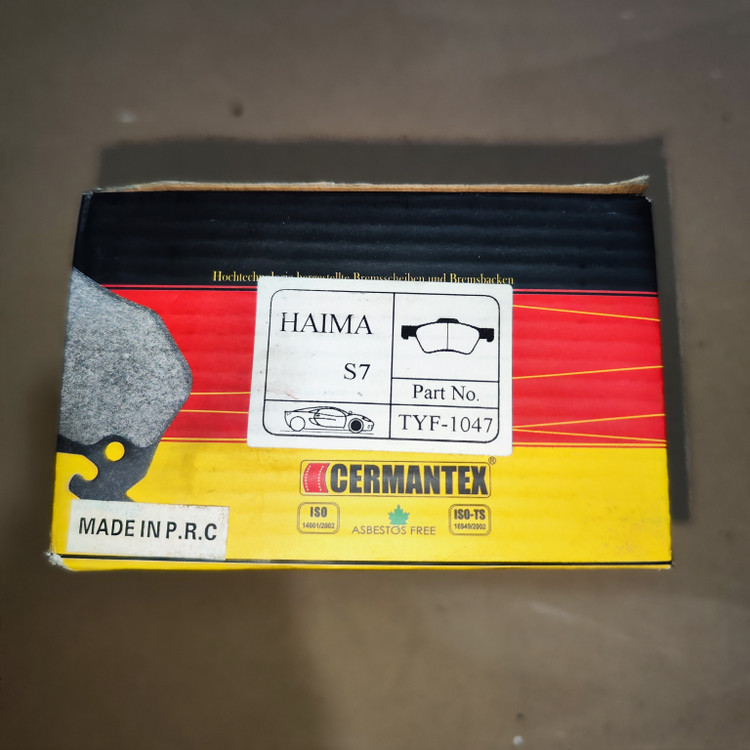 Hochtechnologie hergestellte Bremsscheiben und Bremsbacken
HAIMA
S7
Part No.
TYF-1047
CERMANTEX®
ISO
14001/2002
ASBESTOS FREE
ISO-TS
16949/2002
MADE IN P.R.C